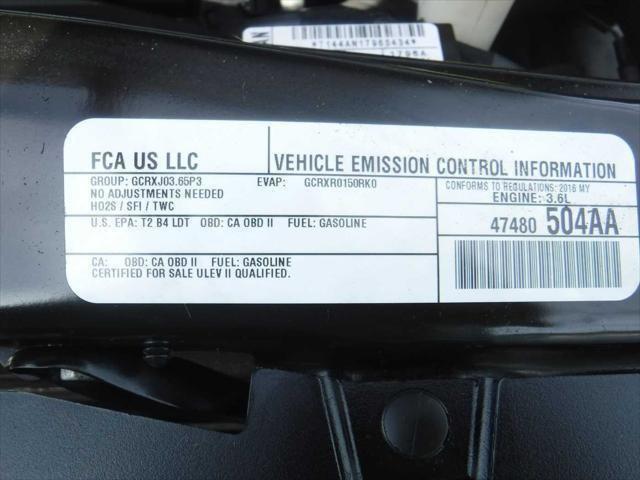 *T144AN17963434*
1796A
FCA US LLC
VEHICLE EMISSION CONTROL INFORMATION
GROUP: GCRXJ03.65P3 EVAP: GCRXR0150RK0
NO ADJUSTMENTS NEEDED
HO2S / SFI / TWC
CONFORMS TO REGULATIONS: 2016 MY
ENGINE: 3.6L
U.S. EPA: T2 B4 LDT OBD: CA OBD II FUEL: GASOLINE
47480 504AA
CA: OBD: CA OBD II FUEL: GASOLINE
CERTIFIED FOR SALE ULEV II QUALIFIED.